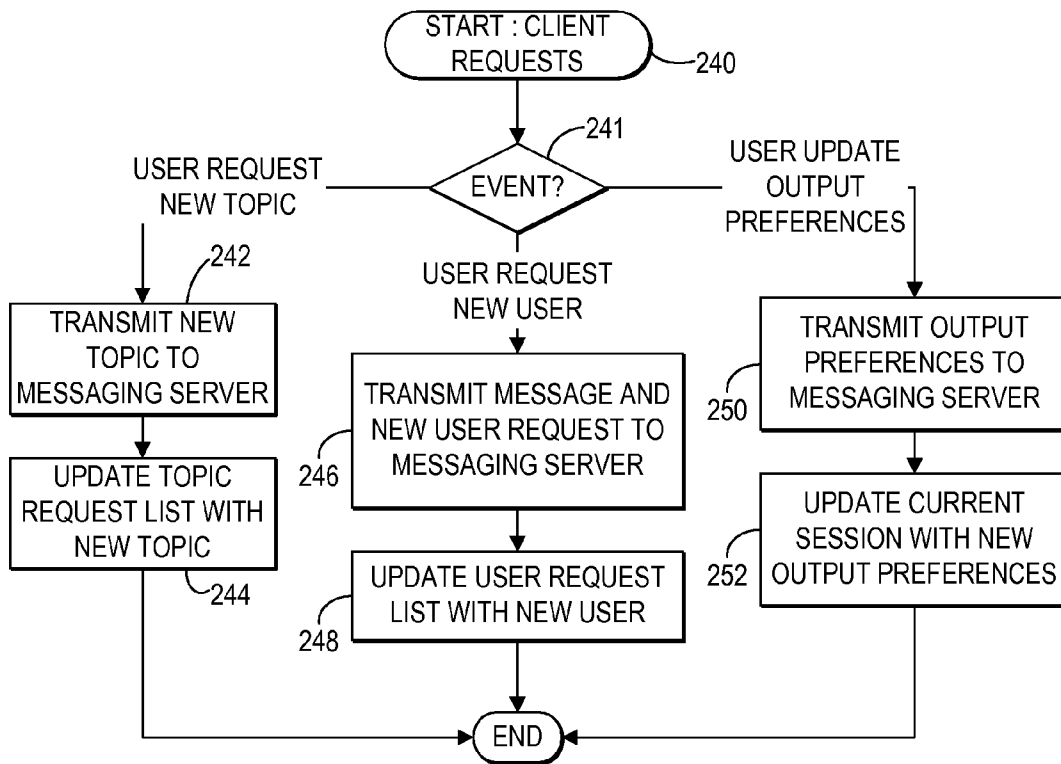 START : CLIENT
REQUESTS
240
241
EVENT?
USER REQUEST
NEW TOPIC
USER UPDATE
OUTPUT
PREFERENCES
USER REQUEST
NEW USER
242
TRANSMIT NEW
TOPIC TO
MESSAGING SERVER
UPDATE TOPIC
REQUEST LIST WITH
NEW TOPIC
244
TRANSMIT MESSAGE AND
NEW USER REQUEST TO
MESSAGING SERVER
246
UPDATE USER REQUEST
LIST WITH NEW USER
248
TRANSMIT OUTPUT
PREFERENCES TO
MESSAGING SERVER
250
UPDATE CURRENT
SESSION WITH NEW
OUTPUT PREFERENCES
252
END